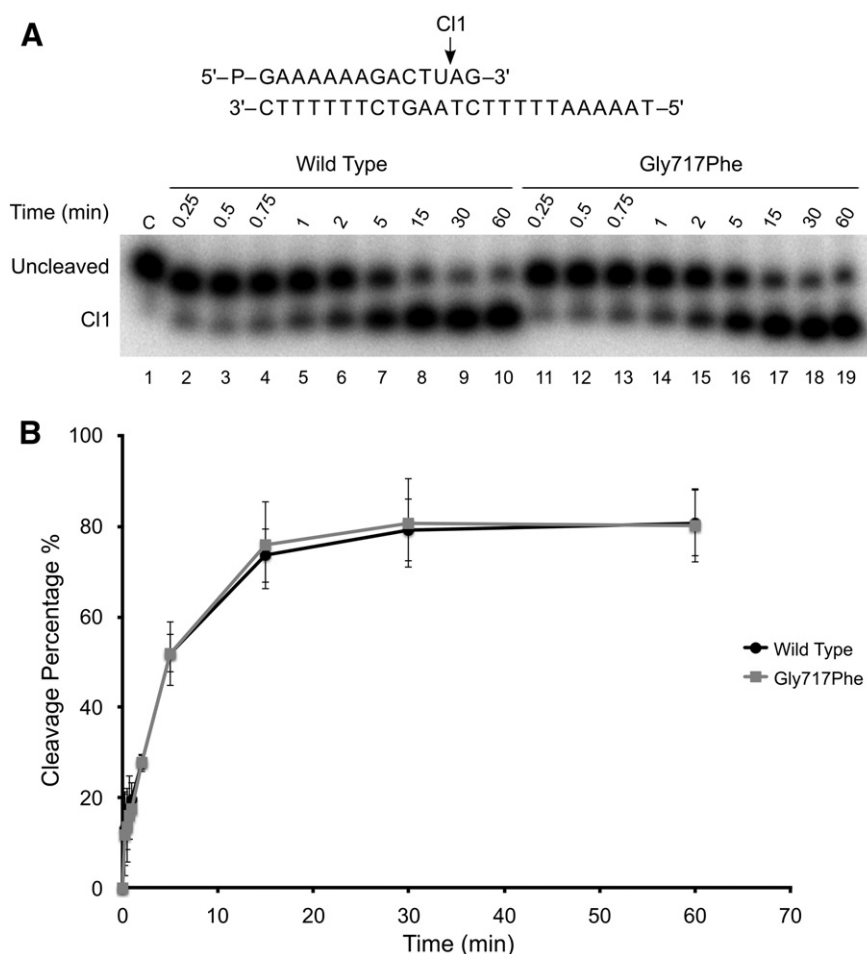 A
Cl1
5'–P–GAAAAAAGACTUAG–3'
3'–CTTTTTTCTGAATCTTTTTAAAAAT–5'
Wild Type Gly717Phe
Time (min) C 0.25 0.5 0.75 1 2 5 15 30 60 0.25 0.5 0.75 1 2 5 15 30 60
Uncleaved
Cl1
1 2 3 4 5 6 7 8 9 10 11 12 13 14 15 16 17 18 19
B
100
80
60
40
20
0
Cleavage Percentage %
Wild Type
Gly717Phe
0 10 20 30 40 50 60 70
Time (min)